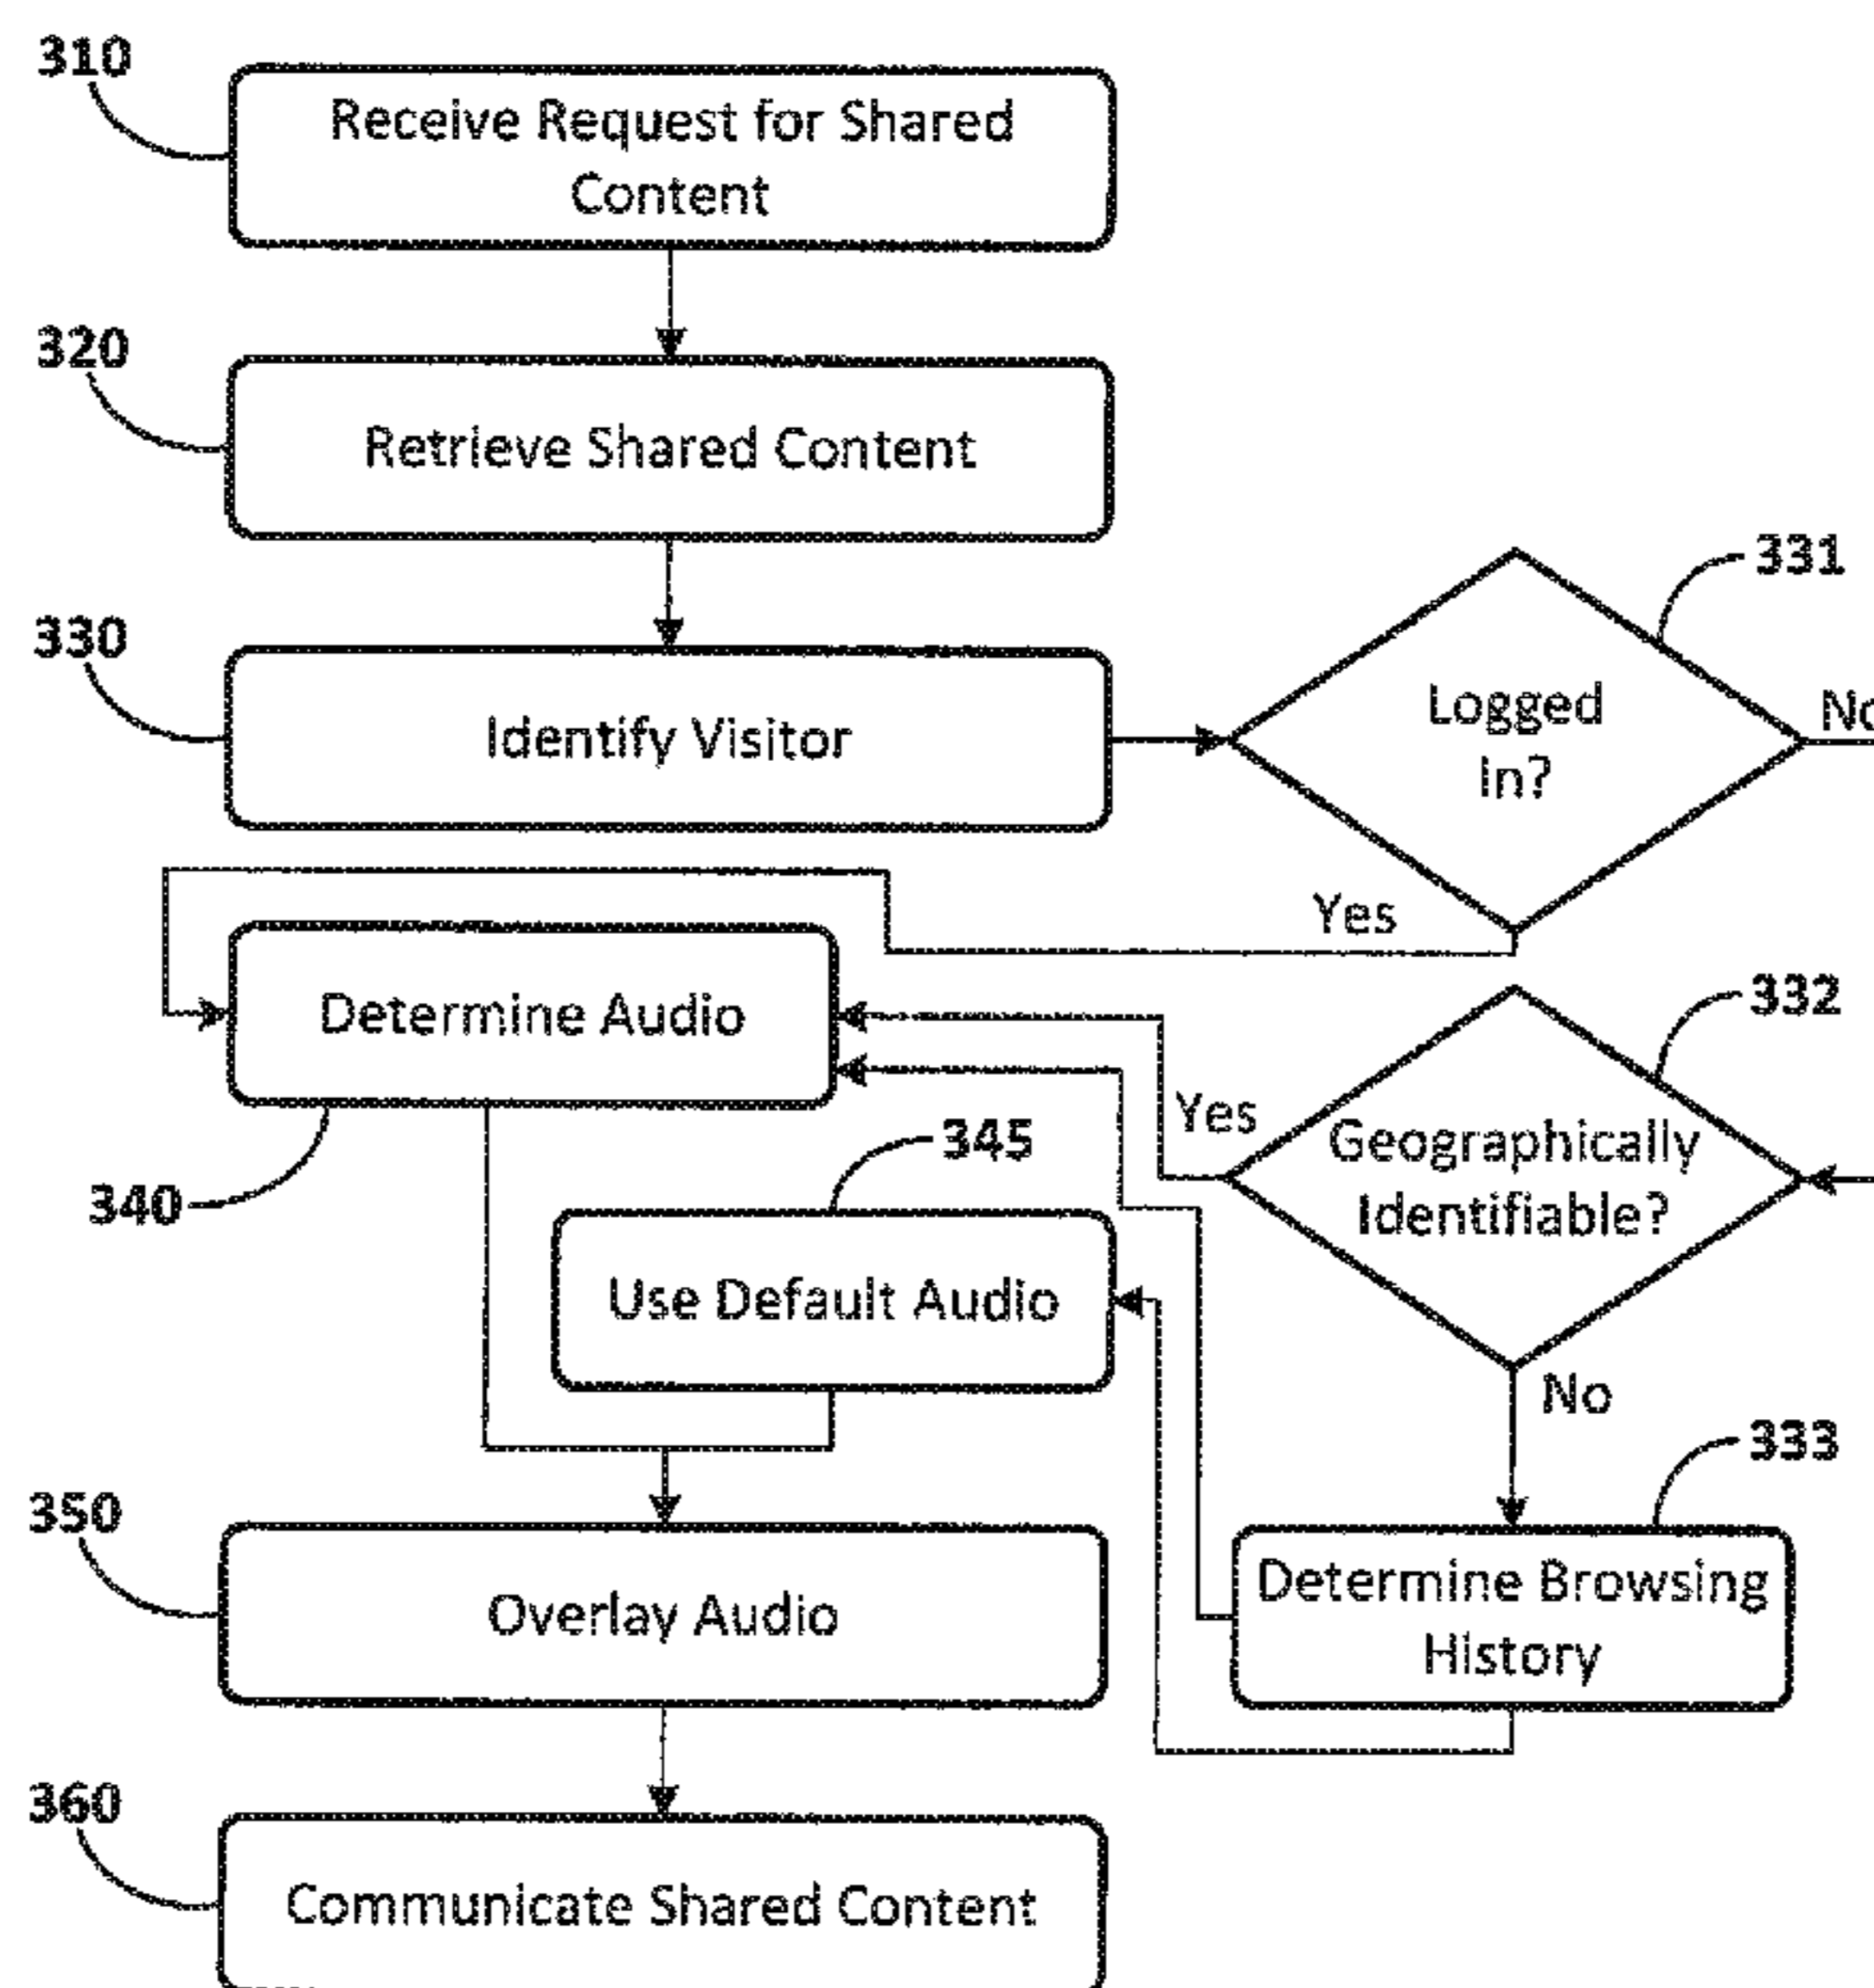 310
Receive Request for Shared
Content
320
Retrieve Shared Content
330
Identify Visitor
331
Logged
In?
No
Yes
Determine Audio
340
332
Yes
Geographically
Identifiable?
345
Use Default Audio
No
333
Determine Browsing
History
350
Overlay Audio
360
Communicate Shared Content